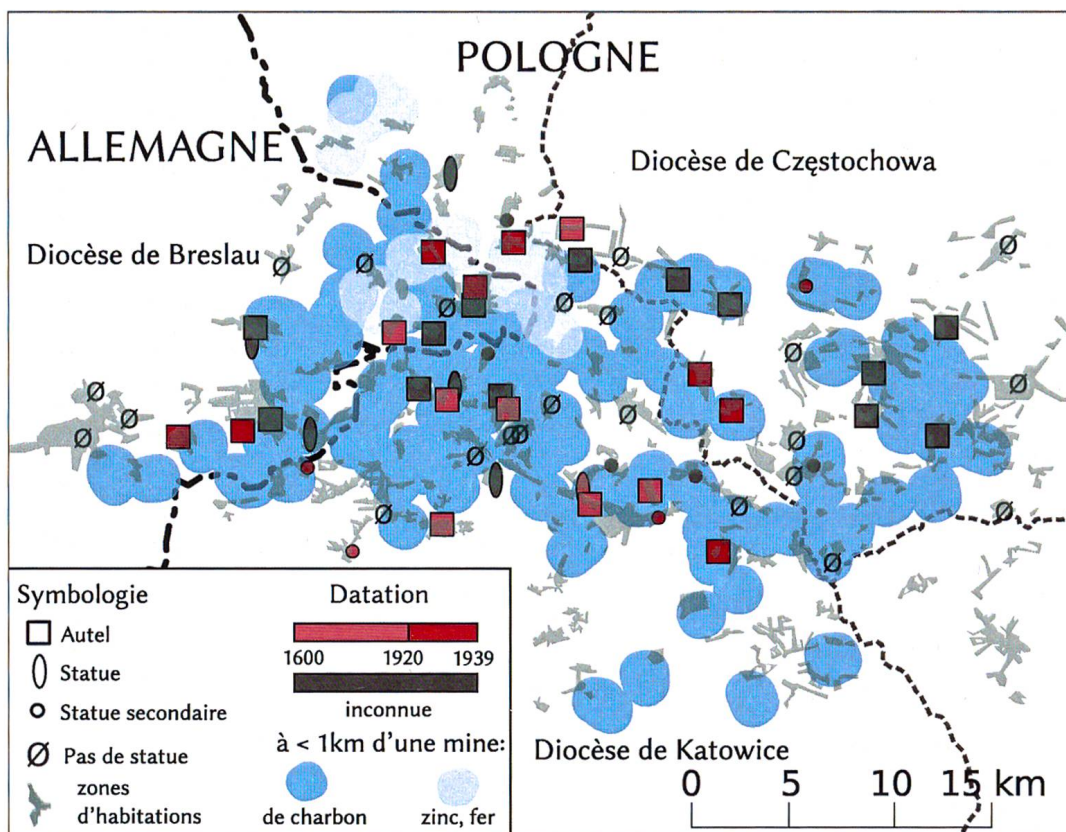 POLOGNE
ALLEMAGNE
Diocèse de Częstochowa
Diocèse de Breslau
Symbologie
Autel
Statue
Statue secondaire
Pas de statue
zones
d'habitations
Datation
1600 1920 1939
inconnue
à < 1km d'une mine:
de charbon zinc, fer
Diocèse de Katowice
0 5 10 15 km